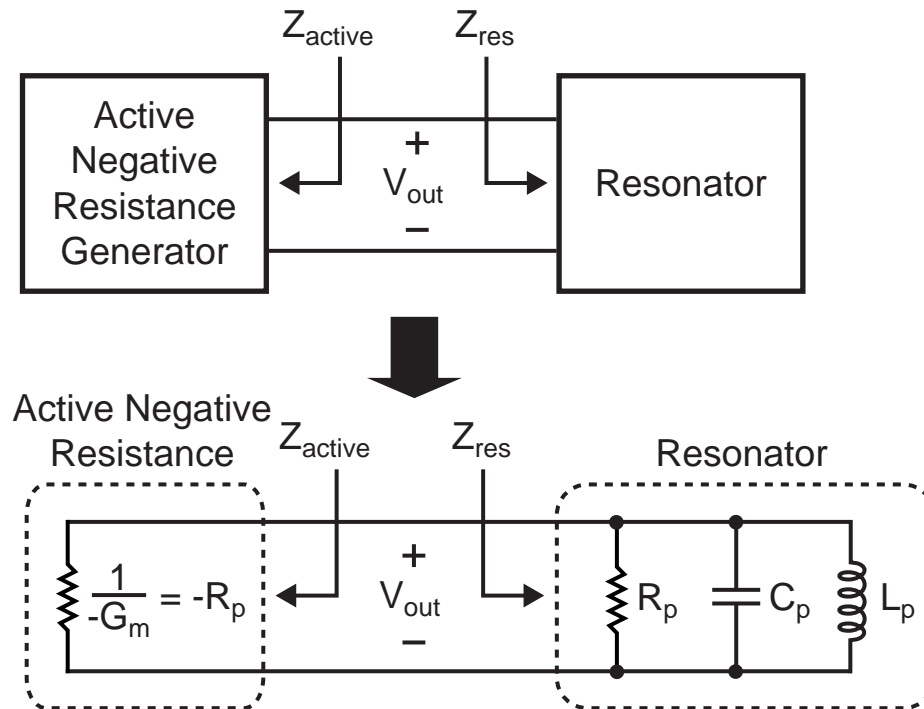 Z_active
Z_res
Active
Negative
Resistance
Generator
+
V_out
−
Resonator
Active Negative
Resistance
Z_active
Z_res
Resonator
1
-G_m
= -R_p
+
V_out
−
R_p
C_p
L_p